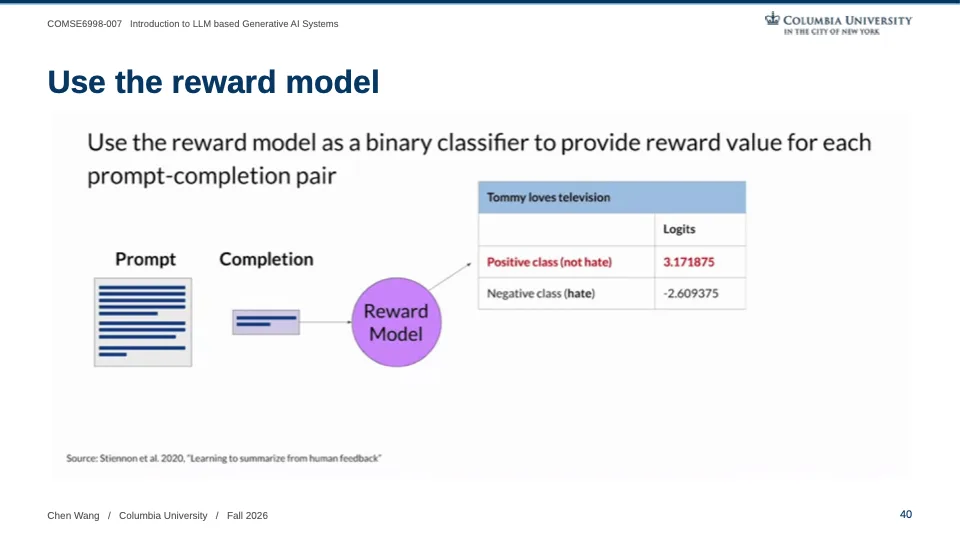 COMSE6998-007 Introduction to LLM based Generative AI Systems
COLUMBIA UNIVERSITY
IN THE CITY OF NEW YORK
Use the reward model
Use the reward model as a binary classifier to provide reward value for each
prompt-completion pair
Tommy loves television
Logits
Positive class (not hate) 3.171875
Negative class (hate) -2.609375
Prompt Completion
Reward
Model
Source: Stiennon et al. 2020, "Learning to summarize from human feedback"
Chen Wang / Columbia University / Fall 2026
40